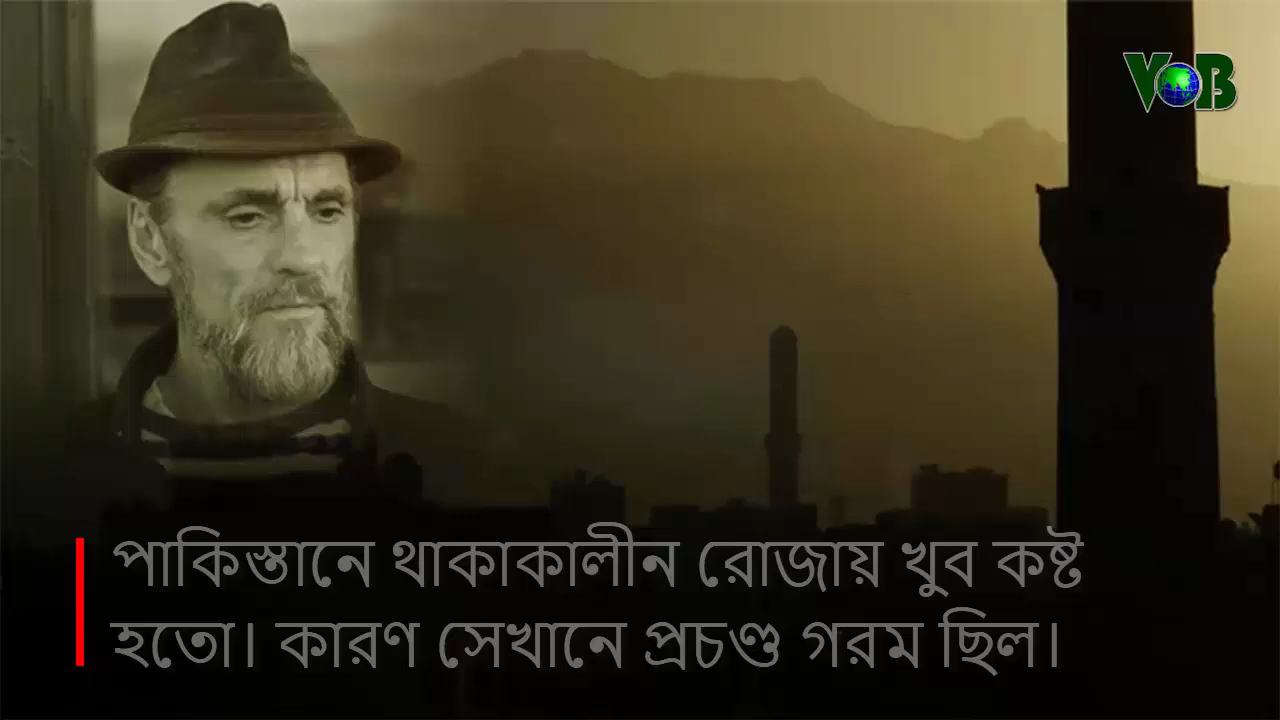 VOB
পাকিস্তানে থাকাকালীন রোজায় খুব কষ্ট
হতো। কারণ সেখানে প্রচণ্ড গরম ছিল।